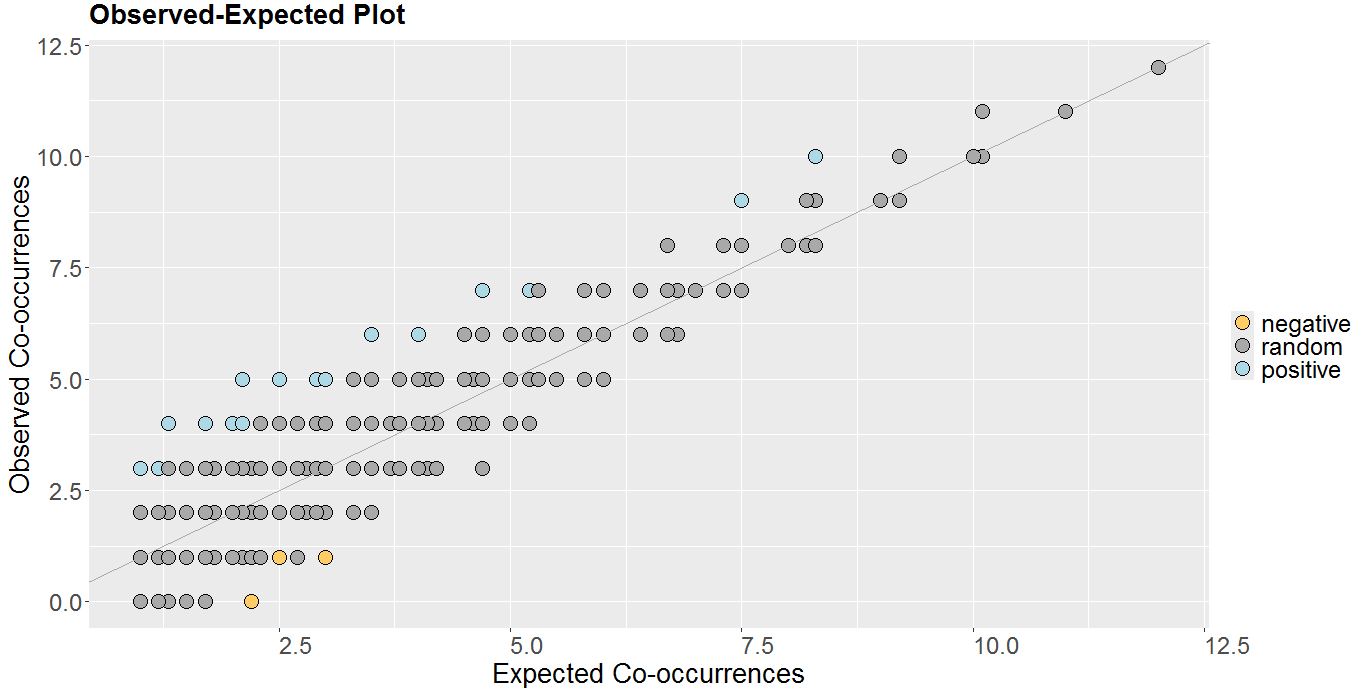 Observed-Expected Plot
Observed Co-occurrences
12.5
10.0
7.5
5.0
2.5
0.0
2.5
5.0
7.5
10.0
12.5
Expected Co-occurrences
negative
random
positive